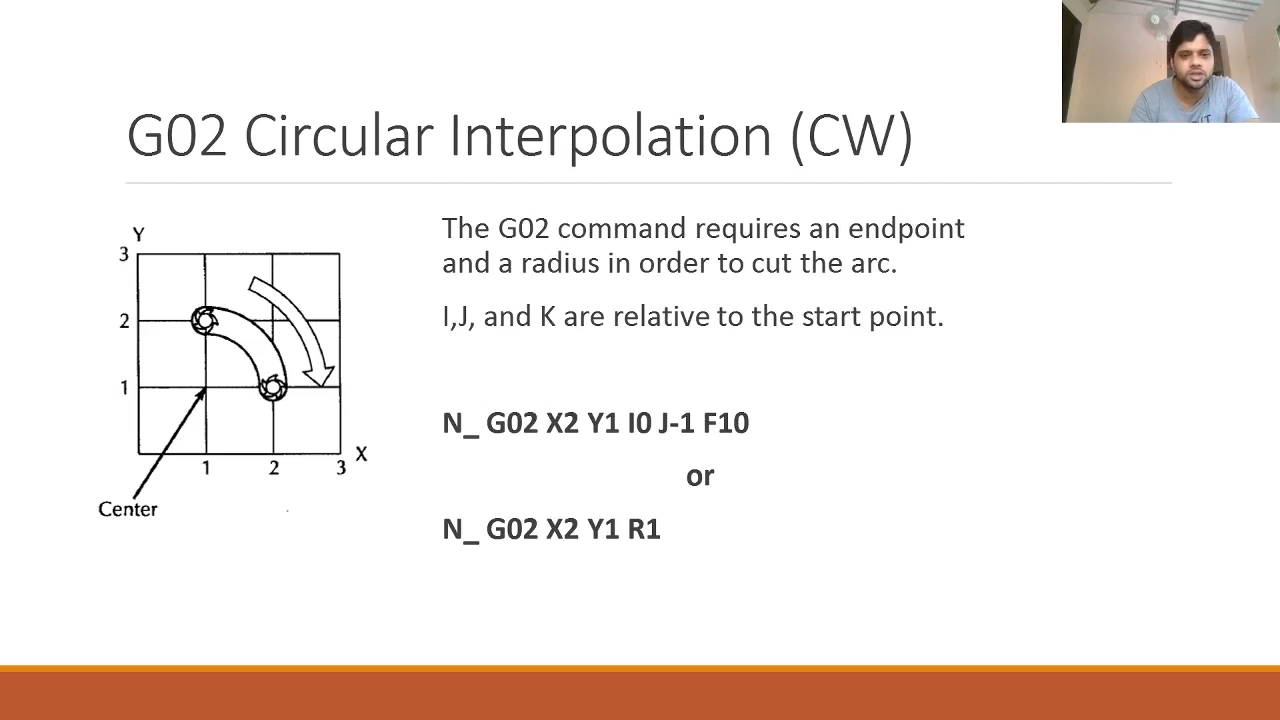 G02 Circular Interpolation (CW)
Y
3
2
1
1 2 3
X
Center
The G02 command requires an endpoint
and a radius in order to cut the arc.
I,J, and K are relative to the start point.
N_ G02 X2 Y1 I0 J-1 F10
or
N_ G02 X2 Y1 R1